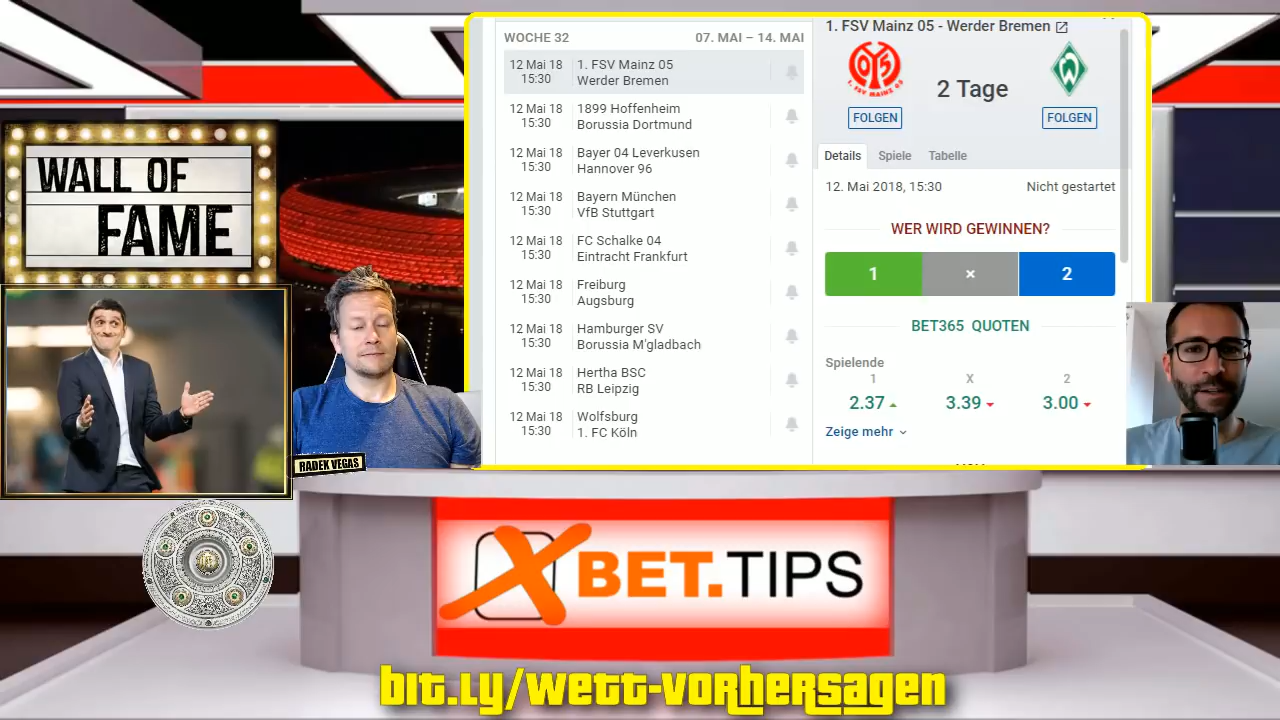 WALL OF
FAME
RADEK VEGAS
WOCHE 32
07. MAI – 14. MAI
12 Mai 18
15:30
1. FSV Mainz 05
Werder Bremen
12 Mai 18
15:30
1899 Hoffenheim
Borussia Dortmund
12 Mai 18
15:30
Bayer 04 Leverkusen
Hannover 96
12 Mai 18
15:30
Bayern München
VfB Stuttgart
12 Mai 18
15:30
FC Schalke 04
Eintracht Frankfurt
12 Mai 18
15:30
Freiburg
Augsburg
12 Mai 18
15:30
Hamburger SV
Borussia M'gladbach
12 Mai 18
15:30
Hertha BSC
RB Leipzig
12 Mai 18
15:30
Wolfsburg
1. FC Köln
1. FSV Mainz 05 - Werder Bremen
2 Tage
FOLGEN
FOLGEN
Details Spiele Tabelle
12. Mai 2018, 15:30
Nicht gestartet
WER WIRD GEWINNEN?
1 × 2
BET365 QUOTEN
Spielende
1 X 2
2.37 3.39 3.00
Zeige mehr
XBET.TIPS
bit.ly/wett-vorhersagen